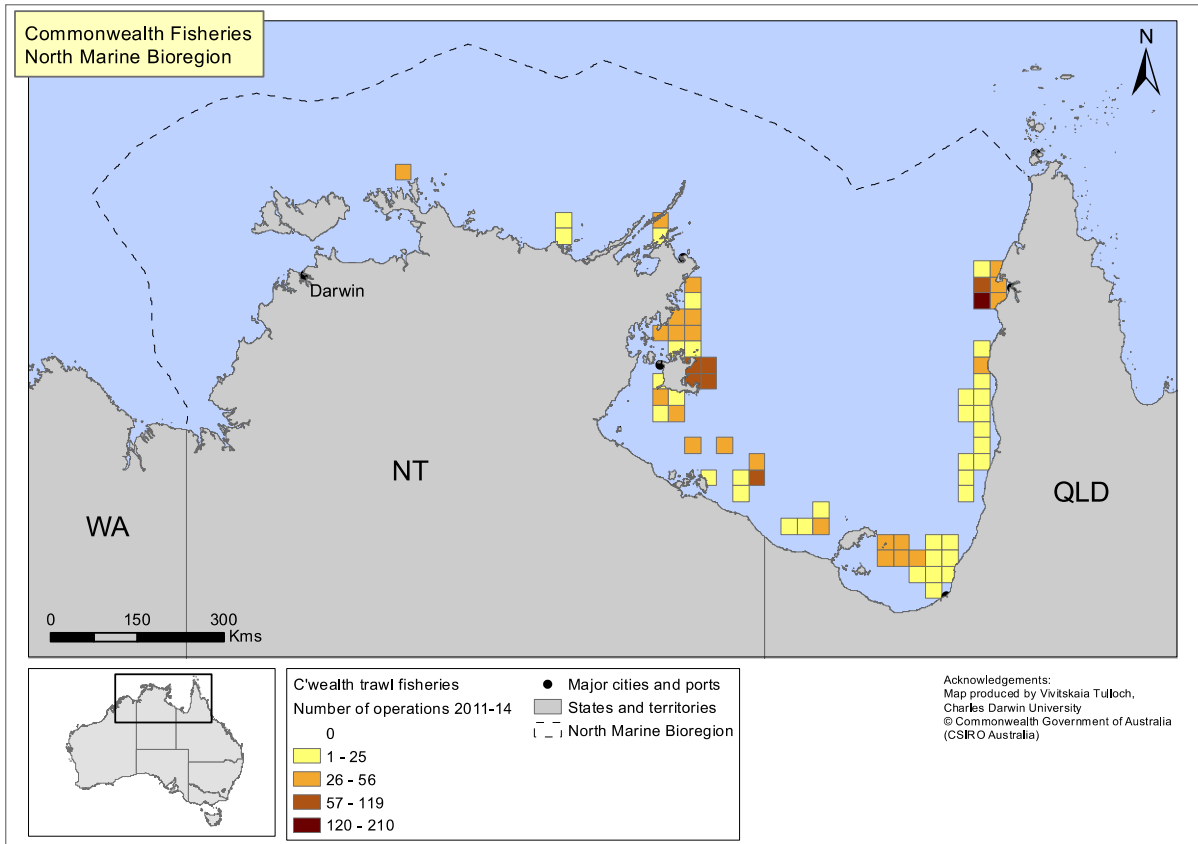 Commonwealth Fisheries
North Marine Bioregion
N
Darwin
NT
WA
QLD
0 150 300
Kms
C'wealth trawl fisheries
Number of operations 2011-14
0
1 - 25
26 - 56
57 - 119
120 - 210
Major cities and ports
States and territories
North Marine Bioregion
Acknowledgements:
Map produced by Vivitskaia Tulloch,
Charles Darwin University
© Commonwealth Government of Australia
(CSIRO Australia)